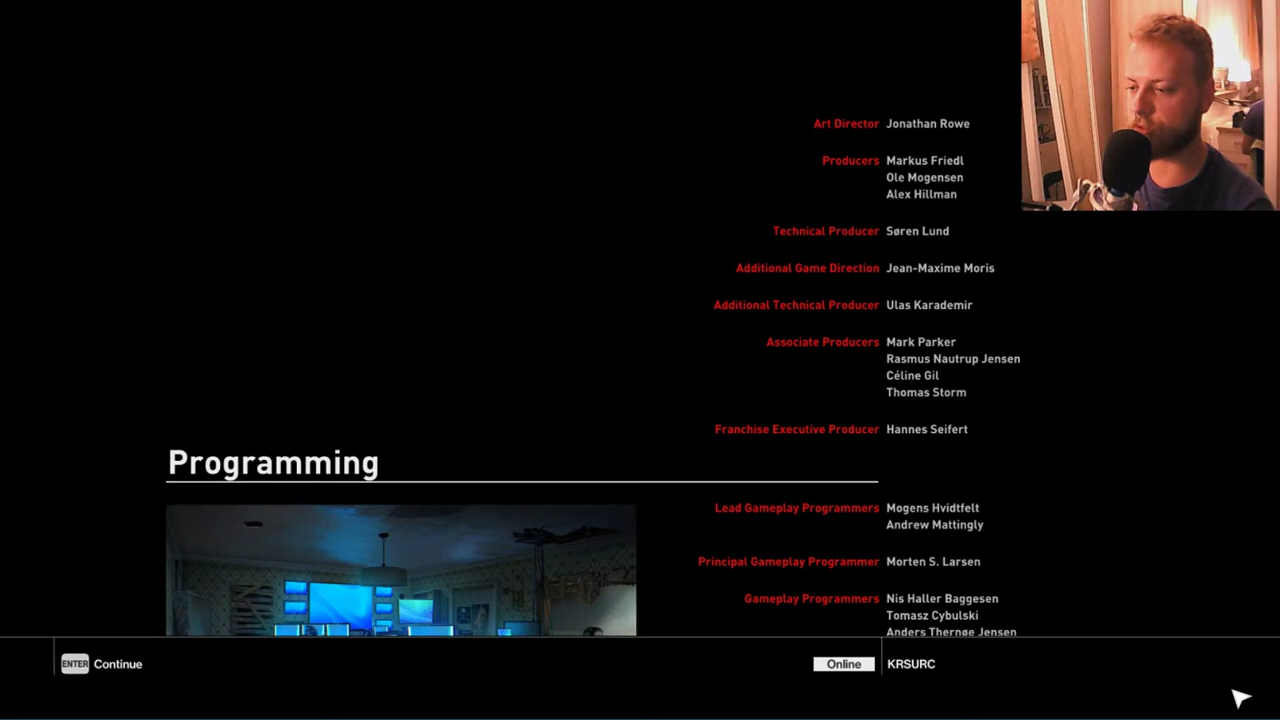 Art Director Jonathan Rowe
Producers Markus Friedl
Ole Mogensen
Alex Hillman
Technical Producer Søren Lund
Additional Game Direction Jean-Maxime Moris
Additional Technical Producer Ulas Karademir
Associate Producers Mark Parker
Rasmus Nautrup Jensen
Céline Gil
Thomas Storm
Franchise Executive Producer Hannes Seifert
Programming
Lead Gameplay Programmers Mogens Hvidtfelt
Andrew Mattingly
Principal Gameplay Programmer Morten S. Larsen
Gameplay Programmers Nis Haller Baggesen
Tomasz Cybulski
Anders Thernøe Jensen
ENTER Continue
Online KRSURC